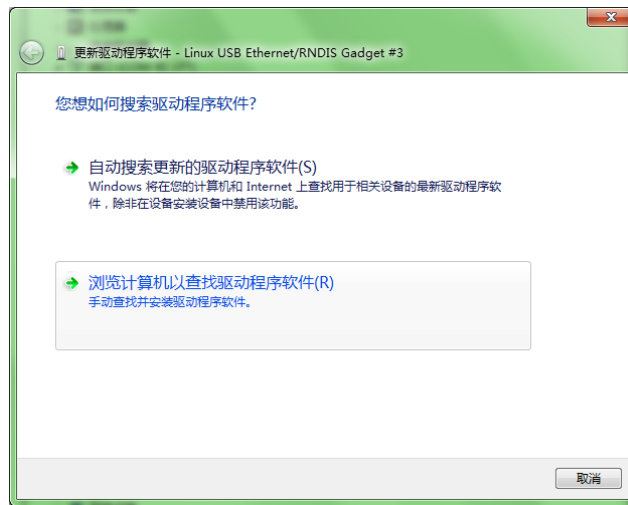 更新驱动程序软件 - Linux USB Ethernet/RNDIS Gadget #3
您想如何搜索驱动程序软件?
自动搜索更新的驱动程序软件(S)
Windows 将在您的计算机和 Internet 上查找用于相关设备的最新驱动程序软
件，除非在设备安装设备中禁用该功能。
浏览计算机以查找驱动程序软件(R)
手动查找并安装驱动程序软件。
取消